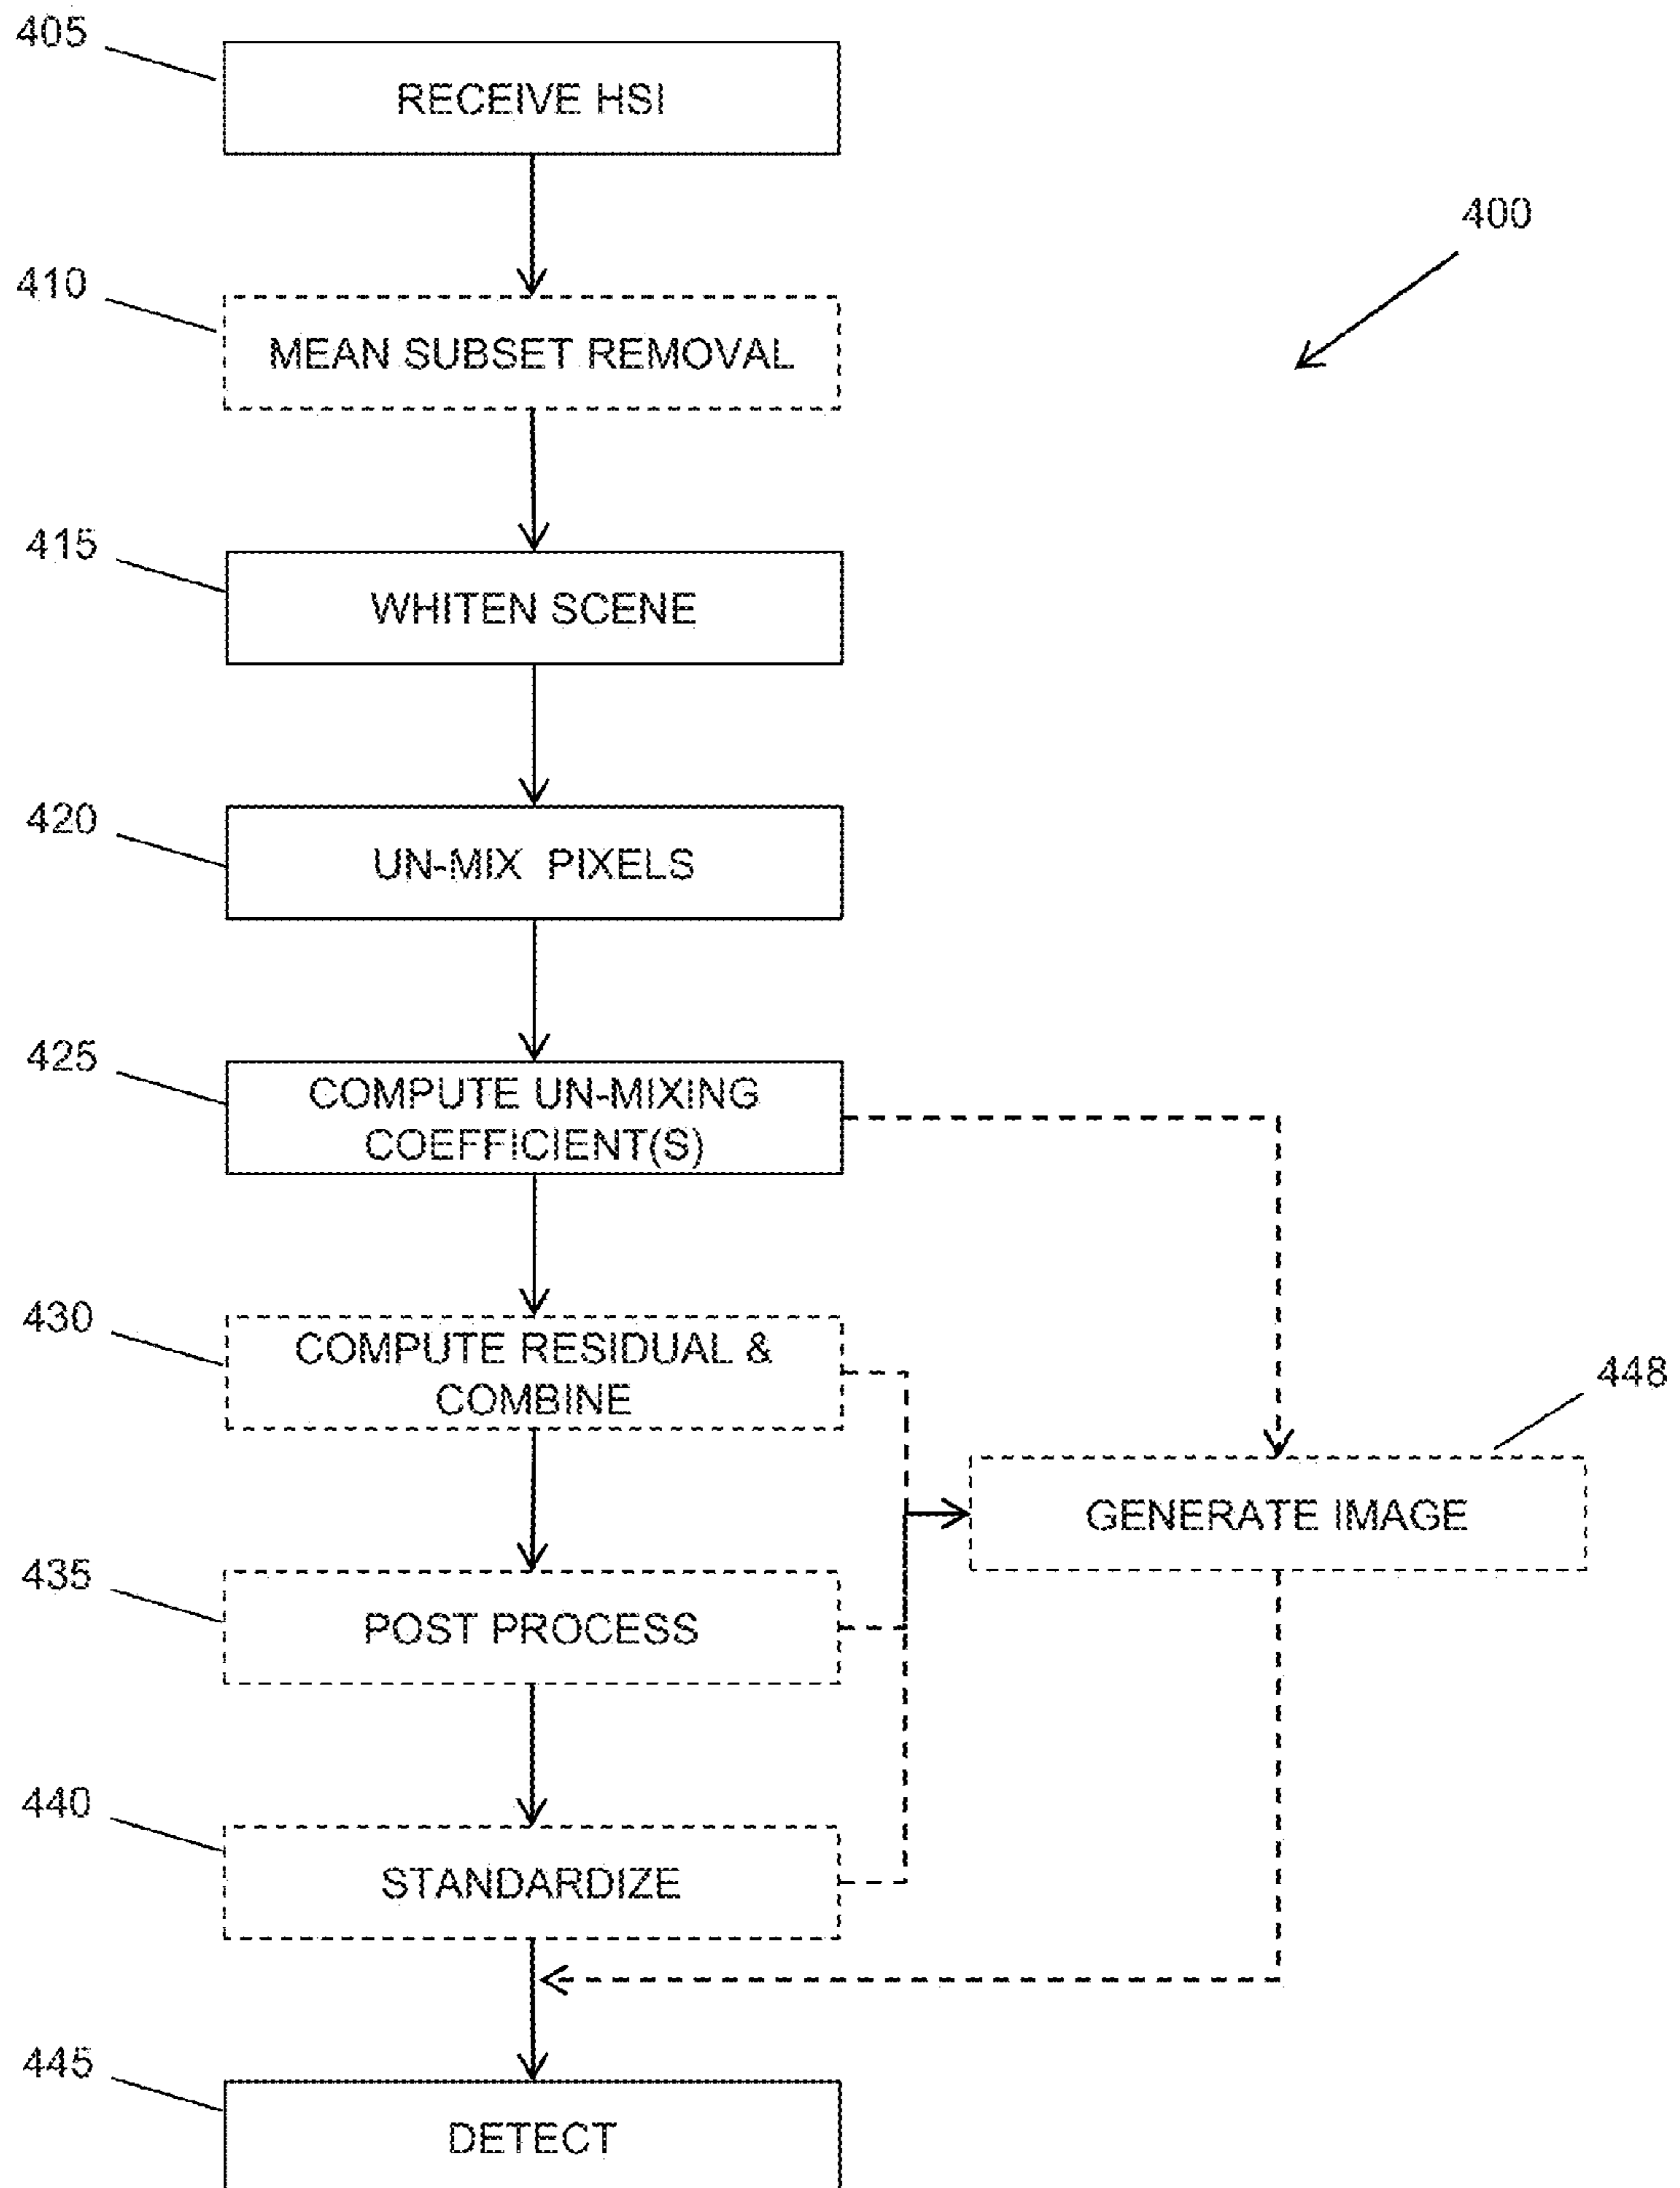 405
RECEIVE HSI
400
410
MEAN SUBSET REMOVAL
415
WHITEN SCENE
420
UN-MIX PIXELS
425
COMPUTE UN-MIXING
COEFFICIENT(S)
430
COMPUTE RESIDUAL &
COMBINE
448
GENERATE IMAGE
435
POST PROCESS
440
STANDARDIZE
445
DETECT